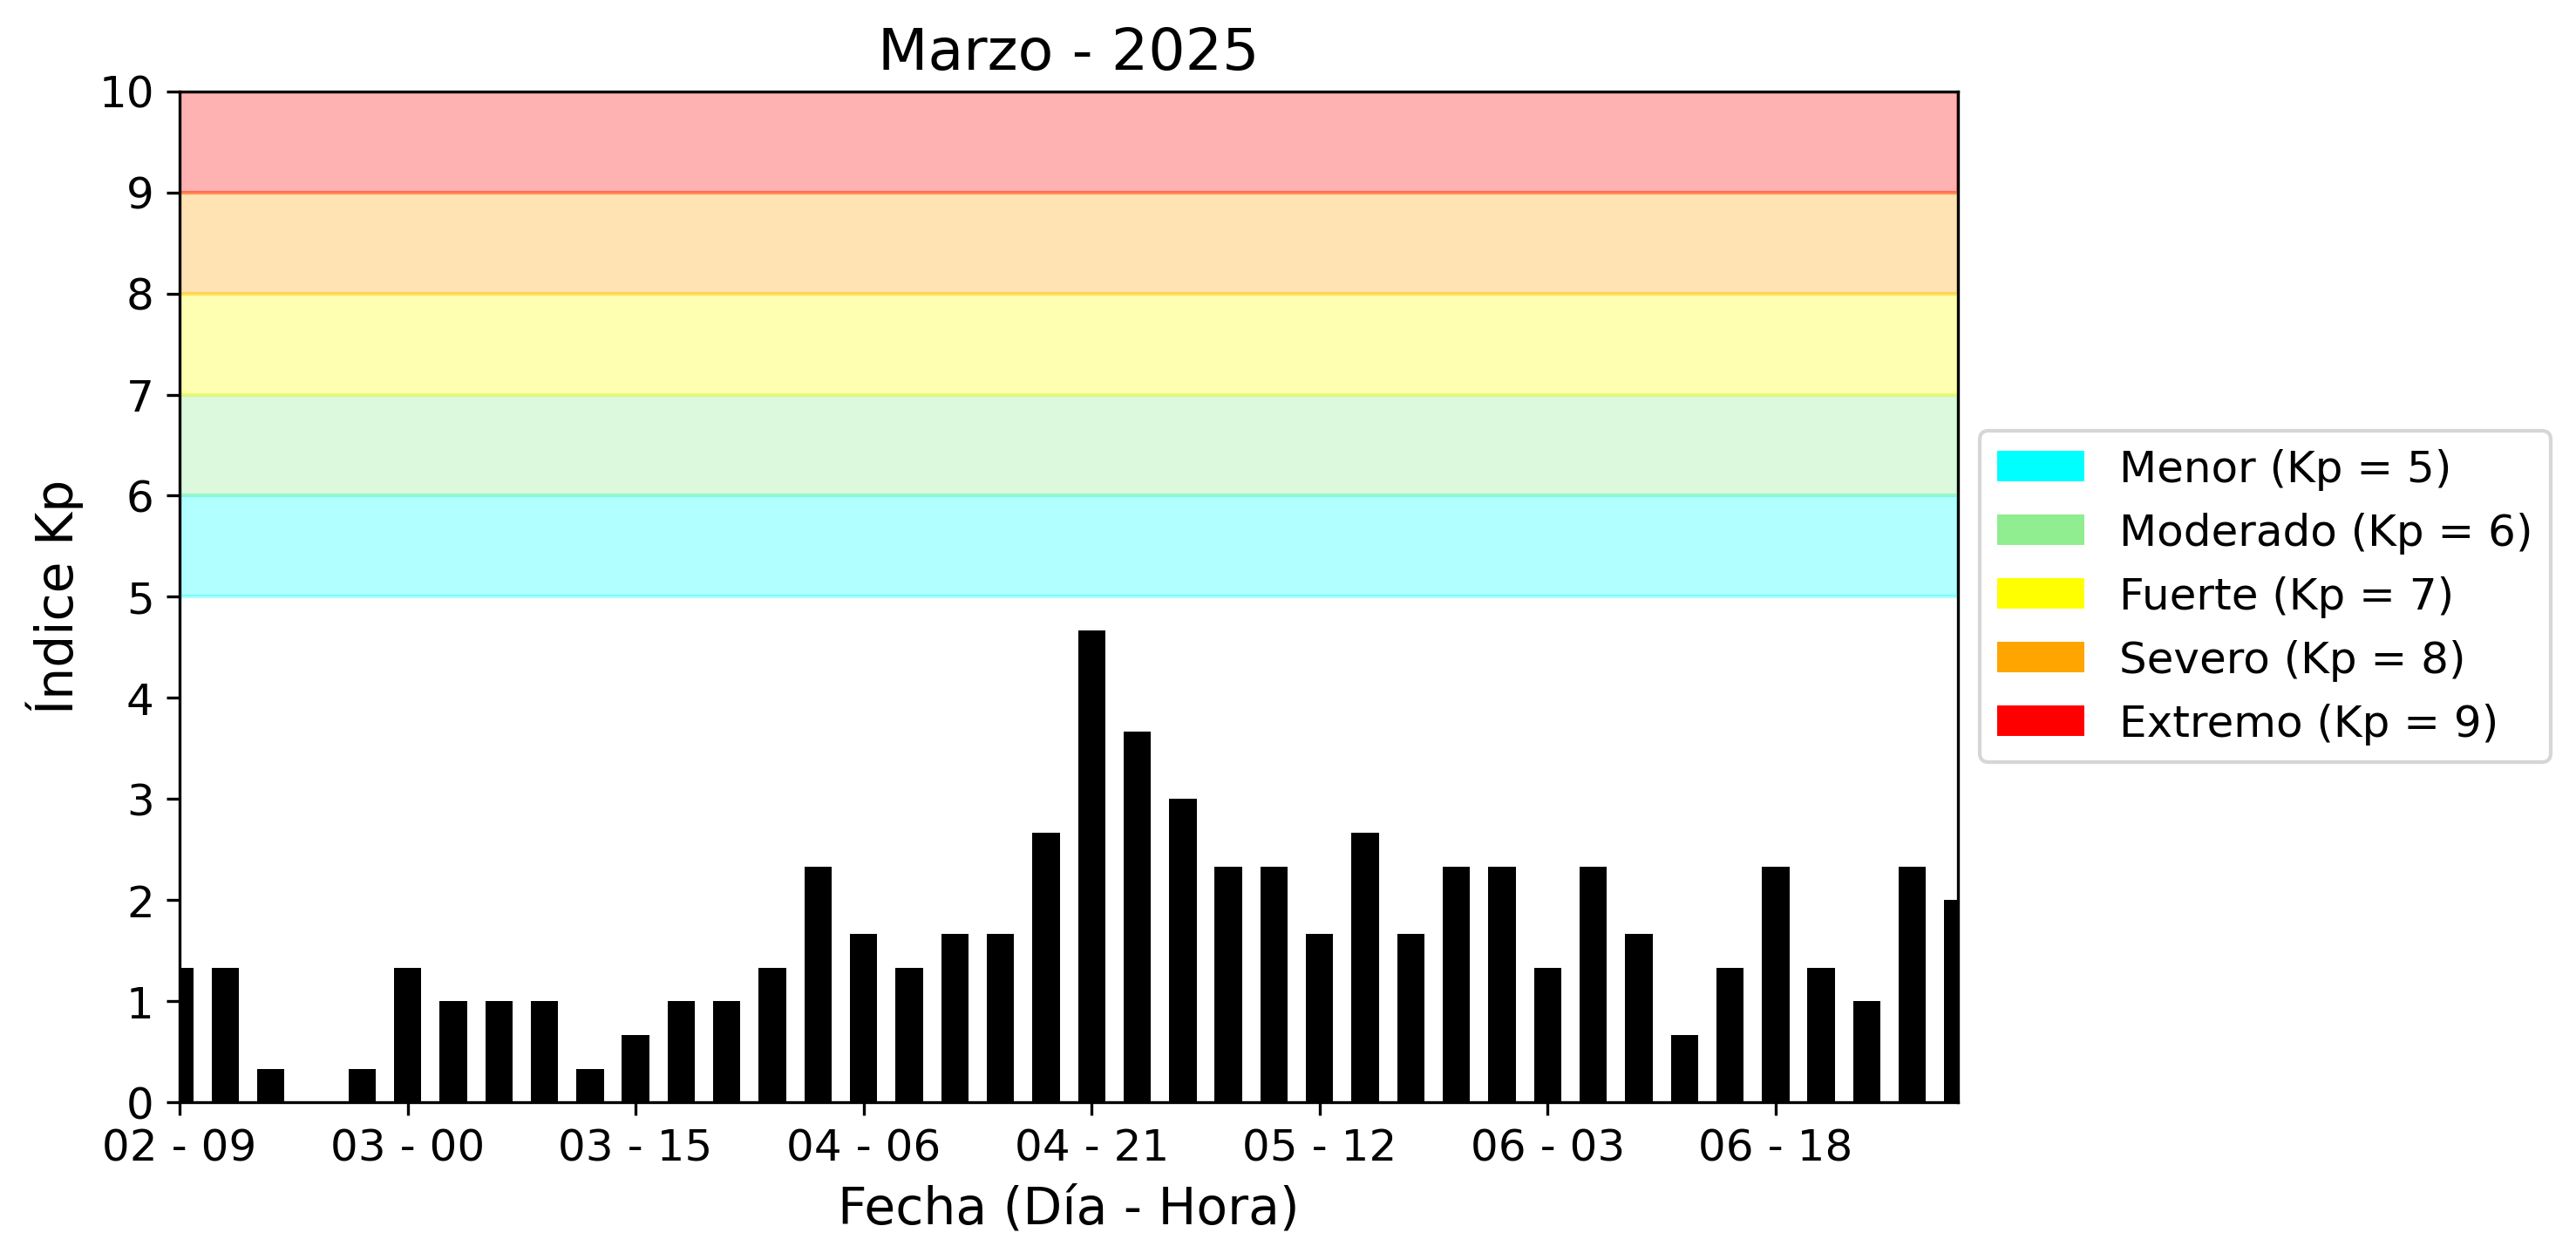 Marzo - 2025
10
9
8
7
6
5
4
3
2
1
0
Índice Kp
02 - 09 03 - 00 03 - 15 04 - 06 04 - 21 05 - 12 06 - 03 06 - 18
Fecha (Día - Hora)
Menor (Kp = 5)
Moderado (Kp = 6)
Fuerte (Kp = 7)
Severo (Kp = 8)
Extremo (Kp = 9)